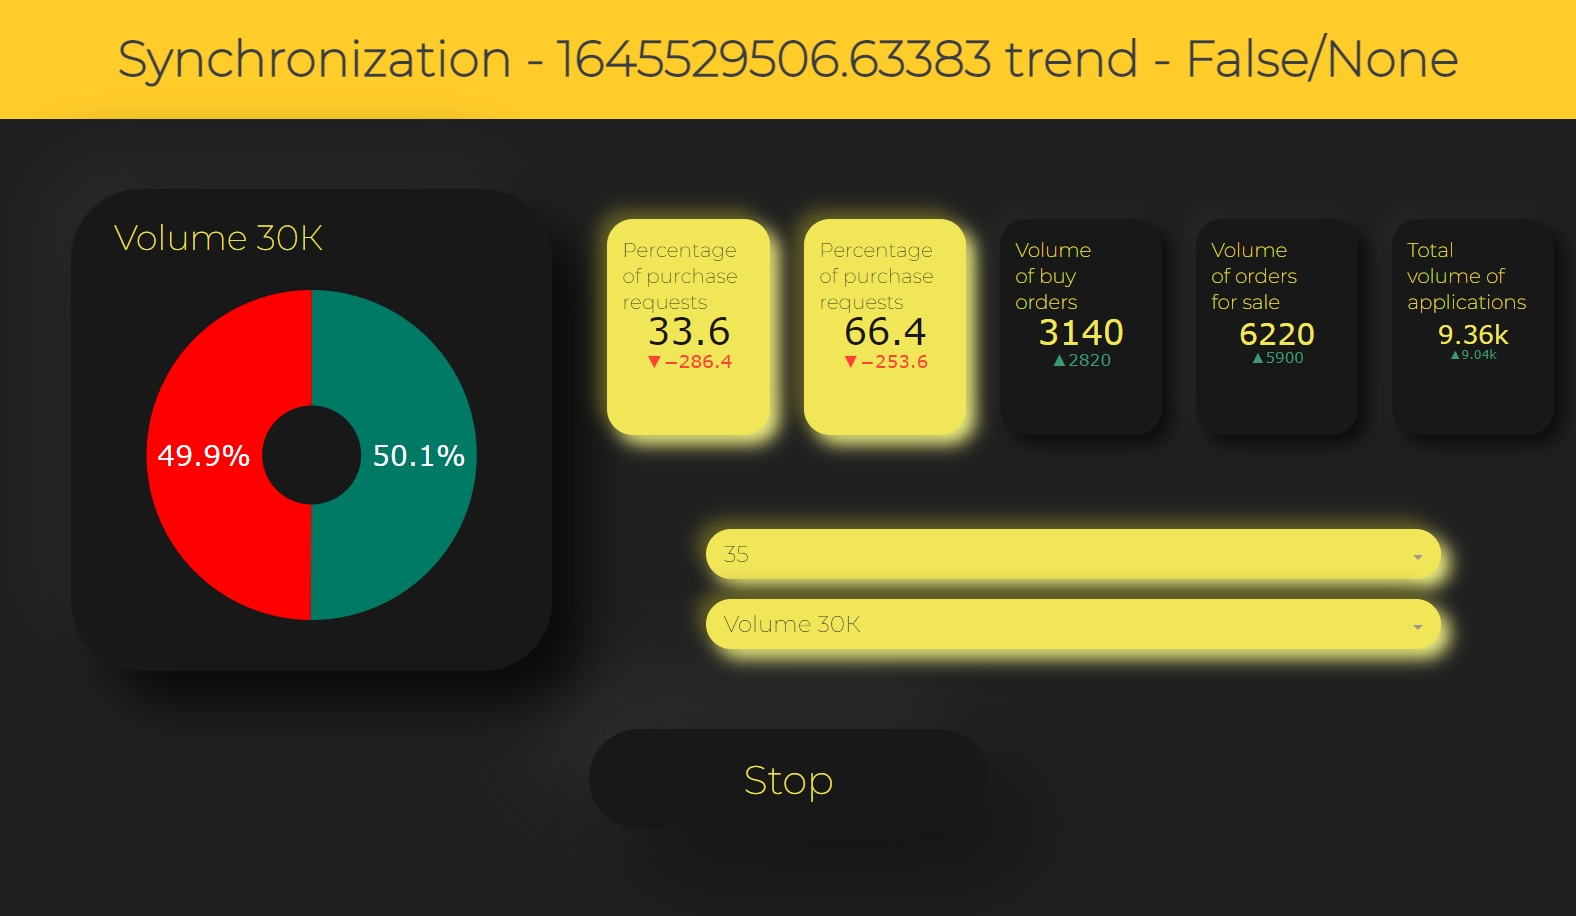 Synchronization - 1645529506.63383 trend - False/None
Volume 30K
49.9%
50.1%
Percentage
of purchase
requests
33.6
▼−286.4
Percentage
of purchase
requests
66.4
▼−253.6
Volume
of buy
orders
3140
▲2820
Volume
of orders
for sale
6220
▲5900
Total
volume of
applications
9.36k
▲9.04k
35
Volume 30K
Stop